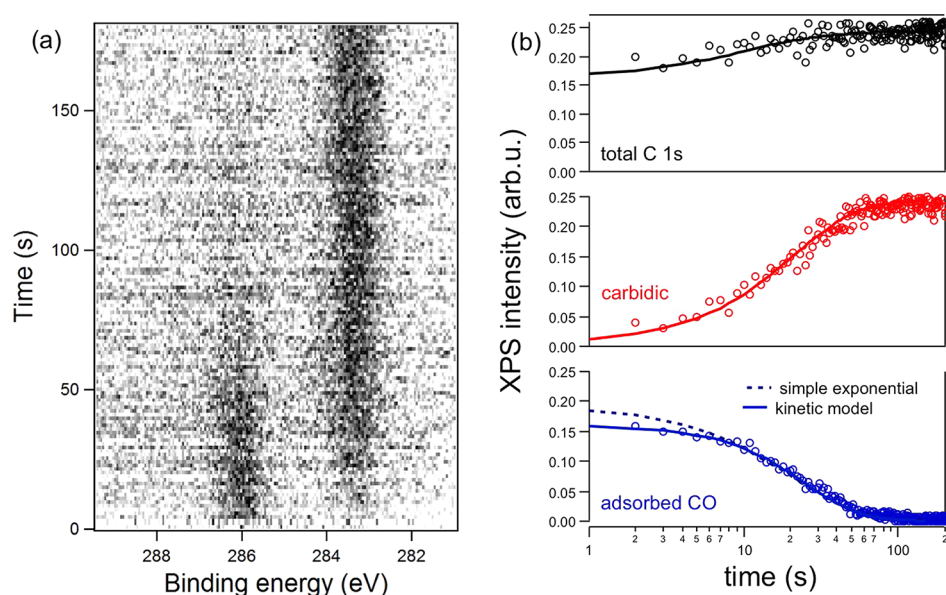 (a)
150
100
50
0
Time (s)
288
286
284
282
Binding energy (eV)
(b)
XPS intensity (arb.u.)
0.25
0.20
0.15
0.10
0.05
0.00
total C 1s
0.25
0.20
0.15
0.10
0.05
0.00
carbidic
0.25
0.20
0.15
0.10
0.05
0.00
simple exponential
kinetic model
adsorbed CO
1 2 3 4 5 6 7 10 2 3 4 5 6 7 100 2
time (s)